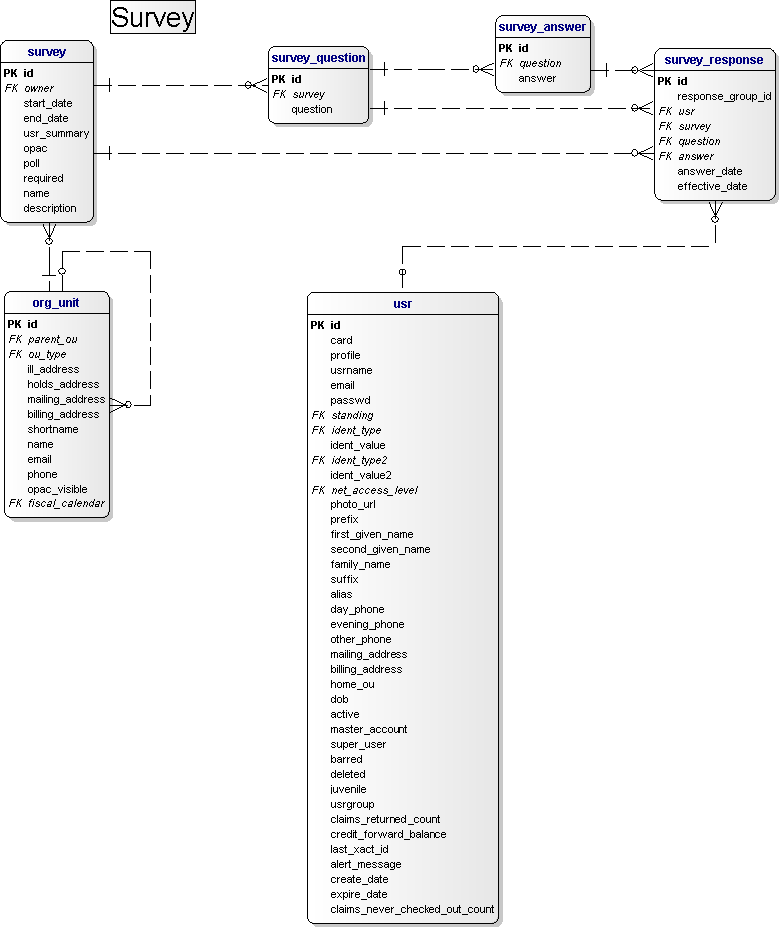 Survey
survey
PK id
FK owner
start_date
end_date
usr_summary
opac
poll
required
name
description
survey_question
PK id
FK survey
question
survey_answer
PK id
FK question
answer
survey_response
PK id
response_group_id
FK usr
FK survey
FK question
FK answer
answer_date
effective_date
org_unit
PK id
FK parent_ou
FK ou_type
ill_address
holds_address
mailing_address
billing_address
shortname
name
email
phone
opac_visible
FK fiscal_calendar
usr
PK id
card
profile
usrname
email
passwd
FK standing
FK ident_type
ident_value
FK ident_type2
ident_value2
FK net_access_level
photo_url
prefix
first_given_name
second_given_name
family_name
suffix
alias
day_phone
evening_phone
other_phone
mailing_address
billing_address
home_ou
dob
active
master_account
super_user
barred
deleted
juvenile
usrgroup
claims_returned_count
credit_forward_balance
last_xact_id
alert_message
create_date
expire_date
claims_never_checked_out_count